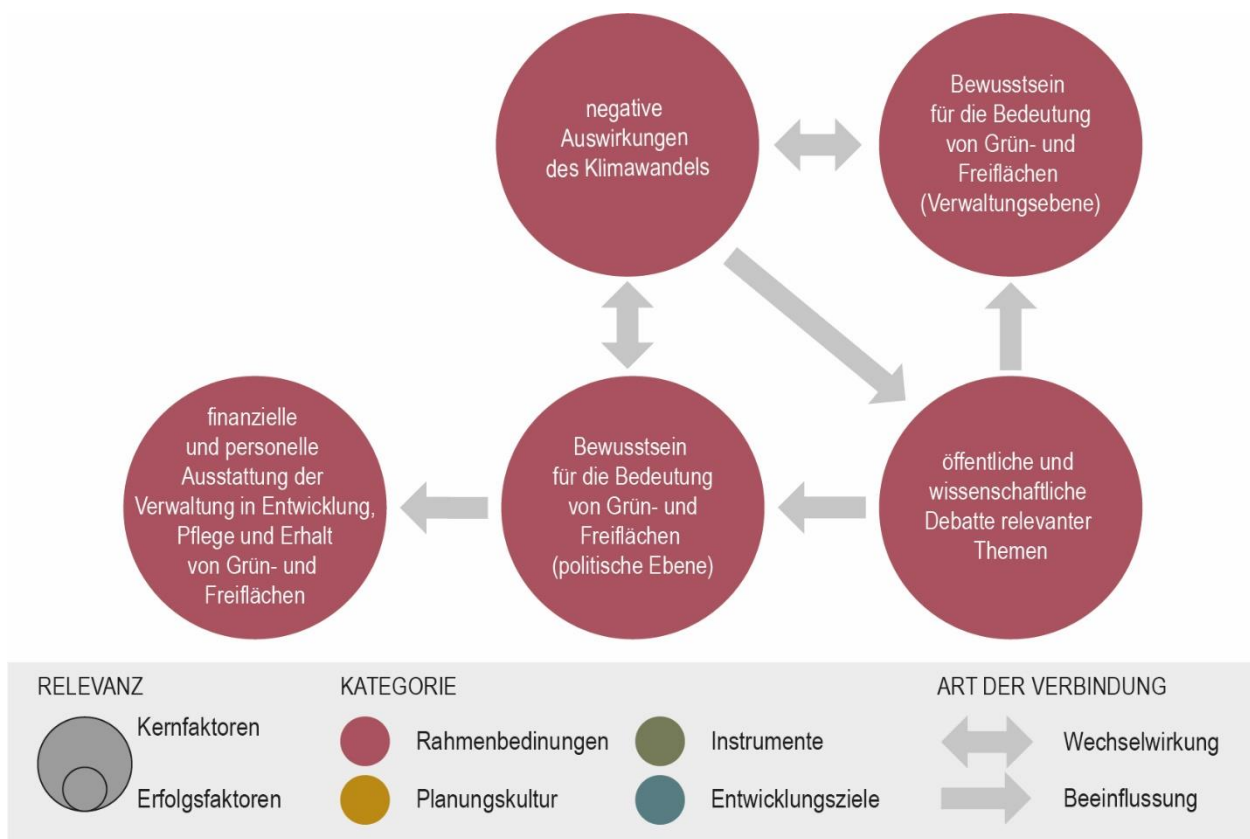 negative
Auswirkungen
des Klimawandels
Bewusstsein
für die Bedeutung
von Grün- und
Freiflächen
(Verwaltungsebene)
finanzielle
und personelle
Ausstattung der
Verwaltung in Entwicklung,
Pflege und Erhalt
von Grün- und
Freiflächen
Bewusstsein
für die Bedeutung
von Grün- und
Freiflächen
(politische Ebene)
öffentliche und
wissenschaftliche
Debatte relevanter
Themen
RELEVANZ
Kernfaktoren
Erfolgsfaktoren
KATEGORIE
Rahmenbedinungen
Planungskultur
Instrumente
Entwicklungsziele
ART DER VERBINDUNG
Wechselwirkung
Beeinflussung